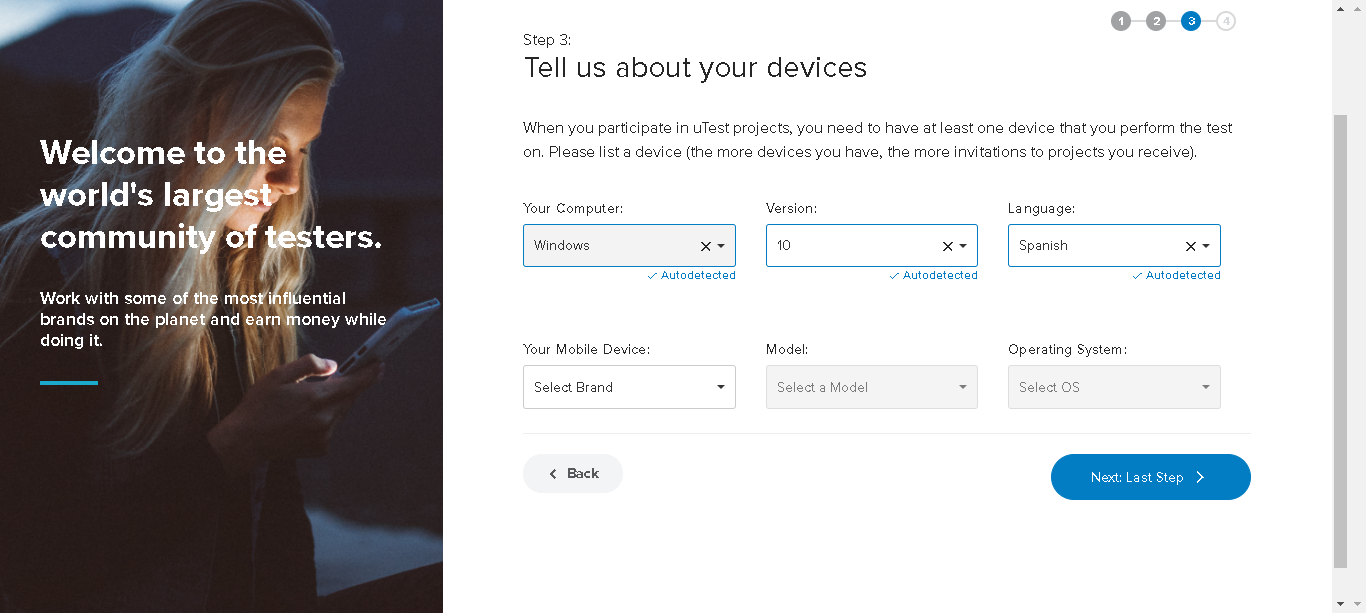 Welcome to the
world's largest
community of testers.
Work with some of the most influential
brands on the planet and earn money while
doing it.
1 2 3 4
Step 3:
Tell us about your devices
When you participate in uTest projects, you need to have at least one device that you perform the test
on. Please list a device (the more devices you have, the more invitations to projects you receive).
Your Computer: Version: Language:
Windows 10 Spanish
Autodetected Autodetected Autodetected
Your Mobile Device: Model: Operating System:
Select Brand Select a Model Select OS
Back Next: Last Step